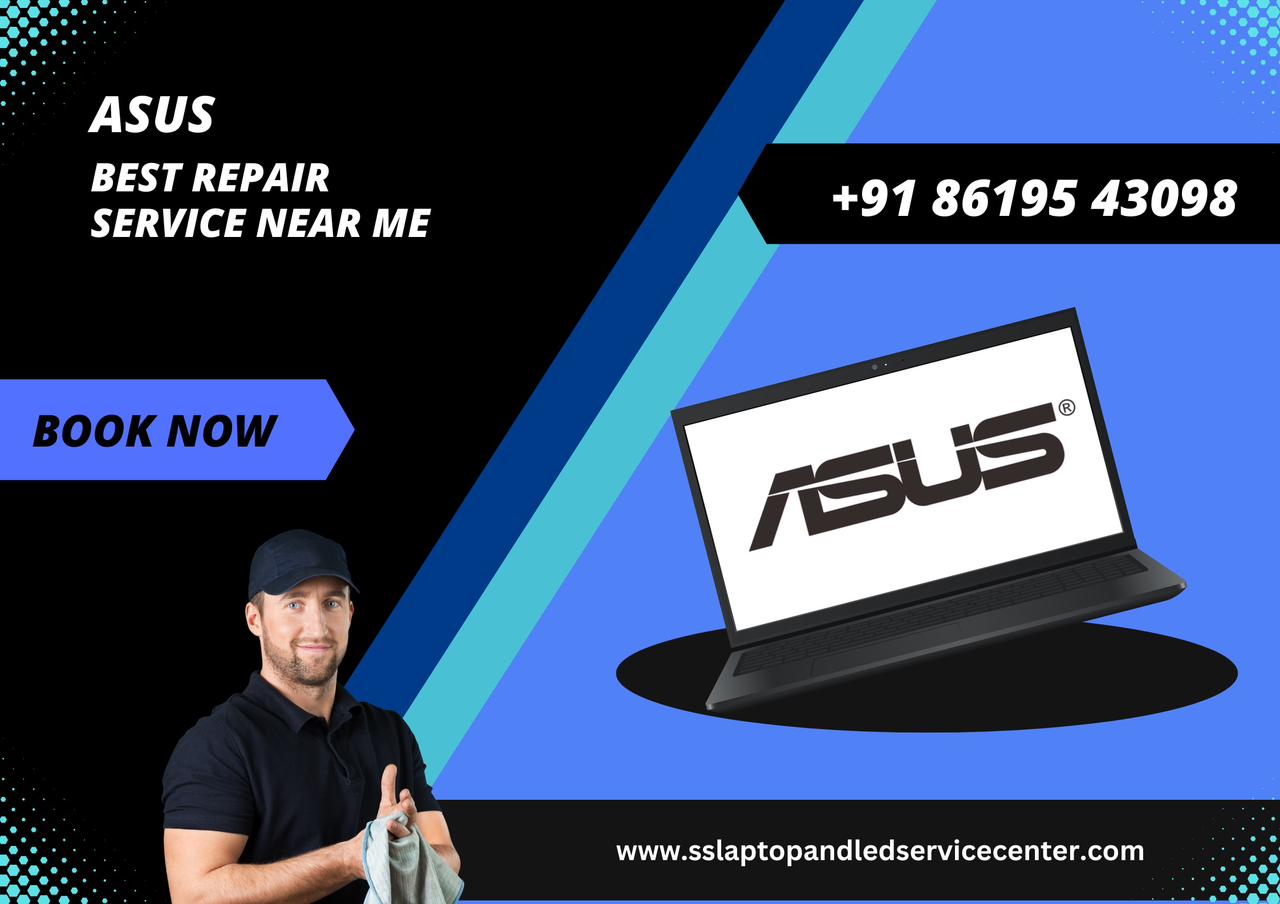 ASUS
BEST REPAIR
SERVICE NEAR ME
+91 86195 43098
BOOK NOW
ASUS®
www.sslaptopandledservicecenter.com